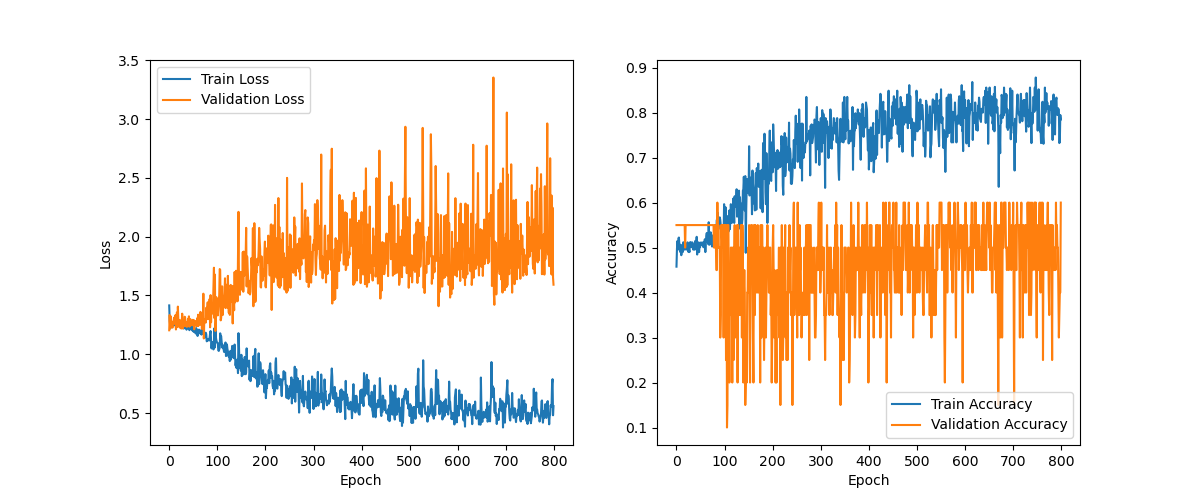 Train Loss
Validation Loss
3.5
3.0
2.5
2.0
1.5
1.0
0.5
Loss
0 100 200 300 400 500 600 700 800
Epoch
0.9
0.8
0.7
0.6
0.5
0.4
0.3
0.2
0.1
Accuracy
Train Accuracy
Validation Accuracy
0 100 200 300 400 500 600 700 800
Epoch